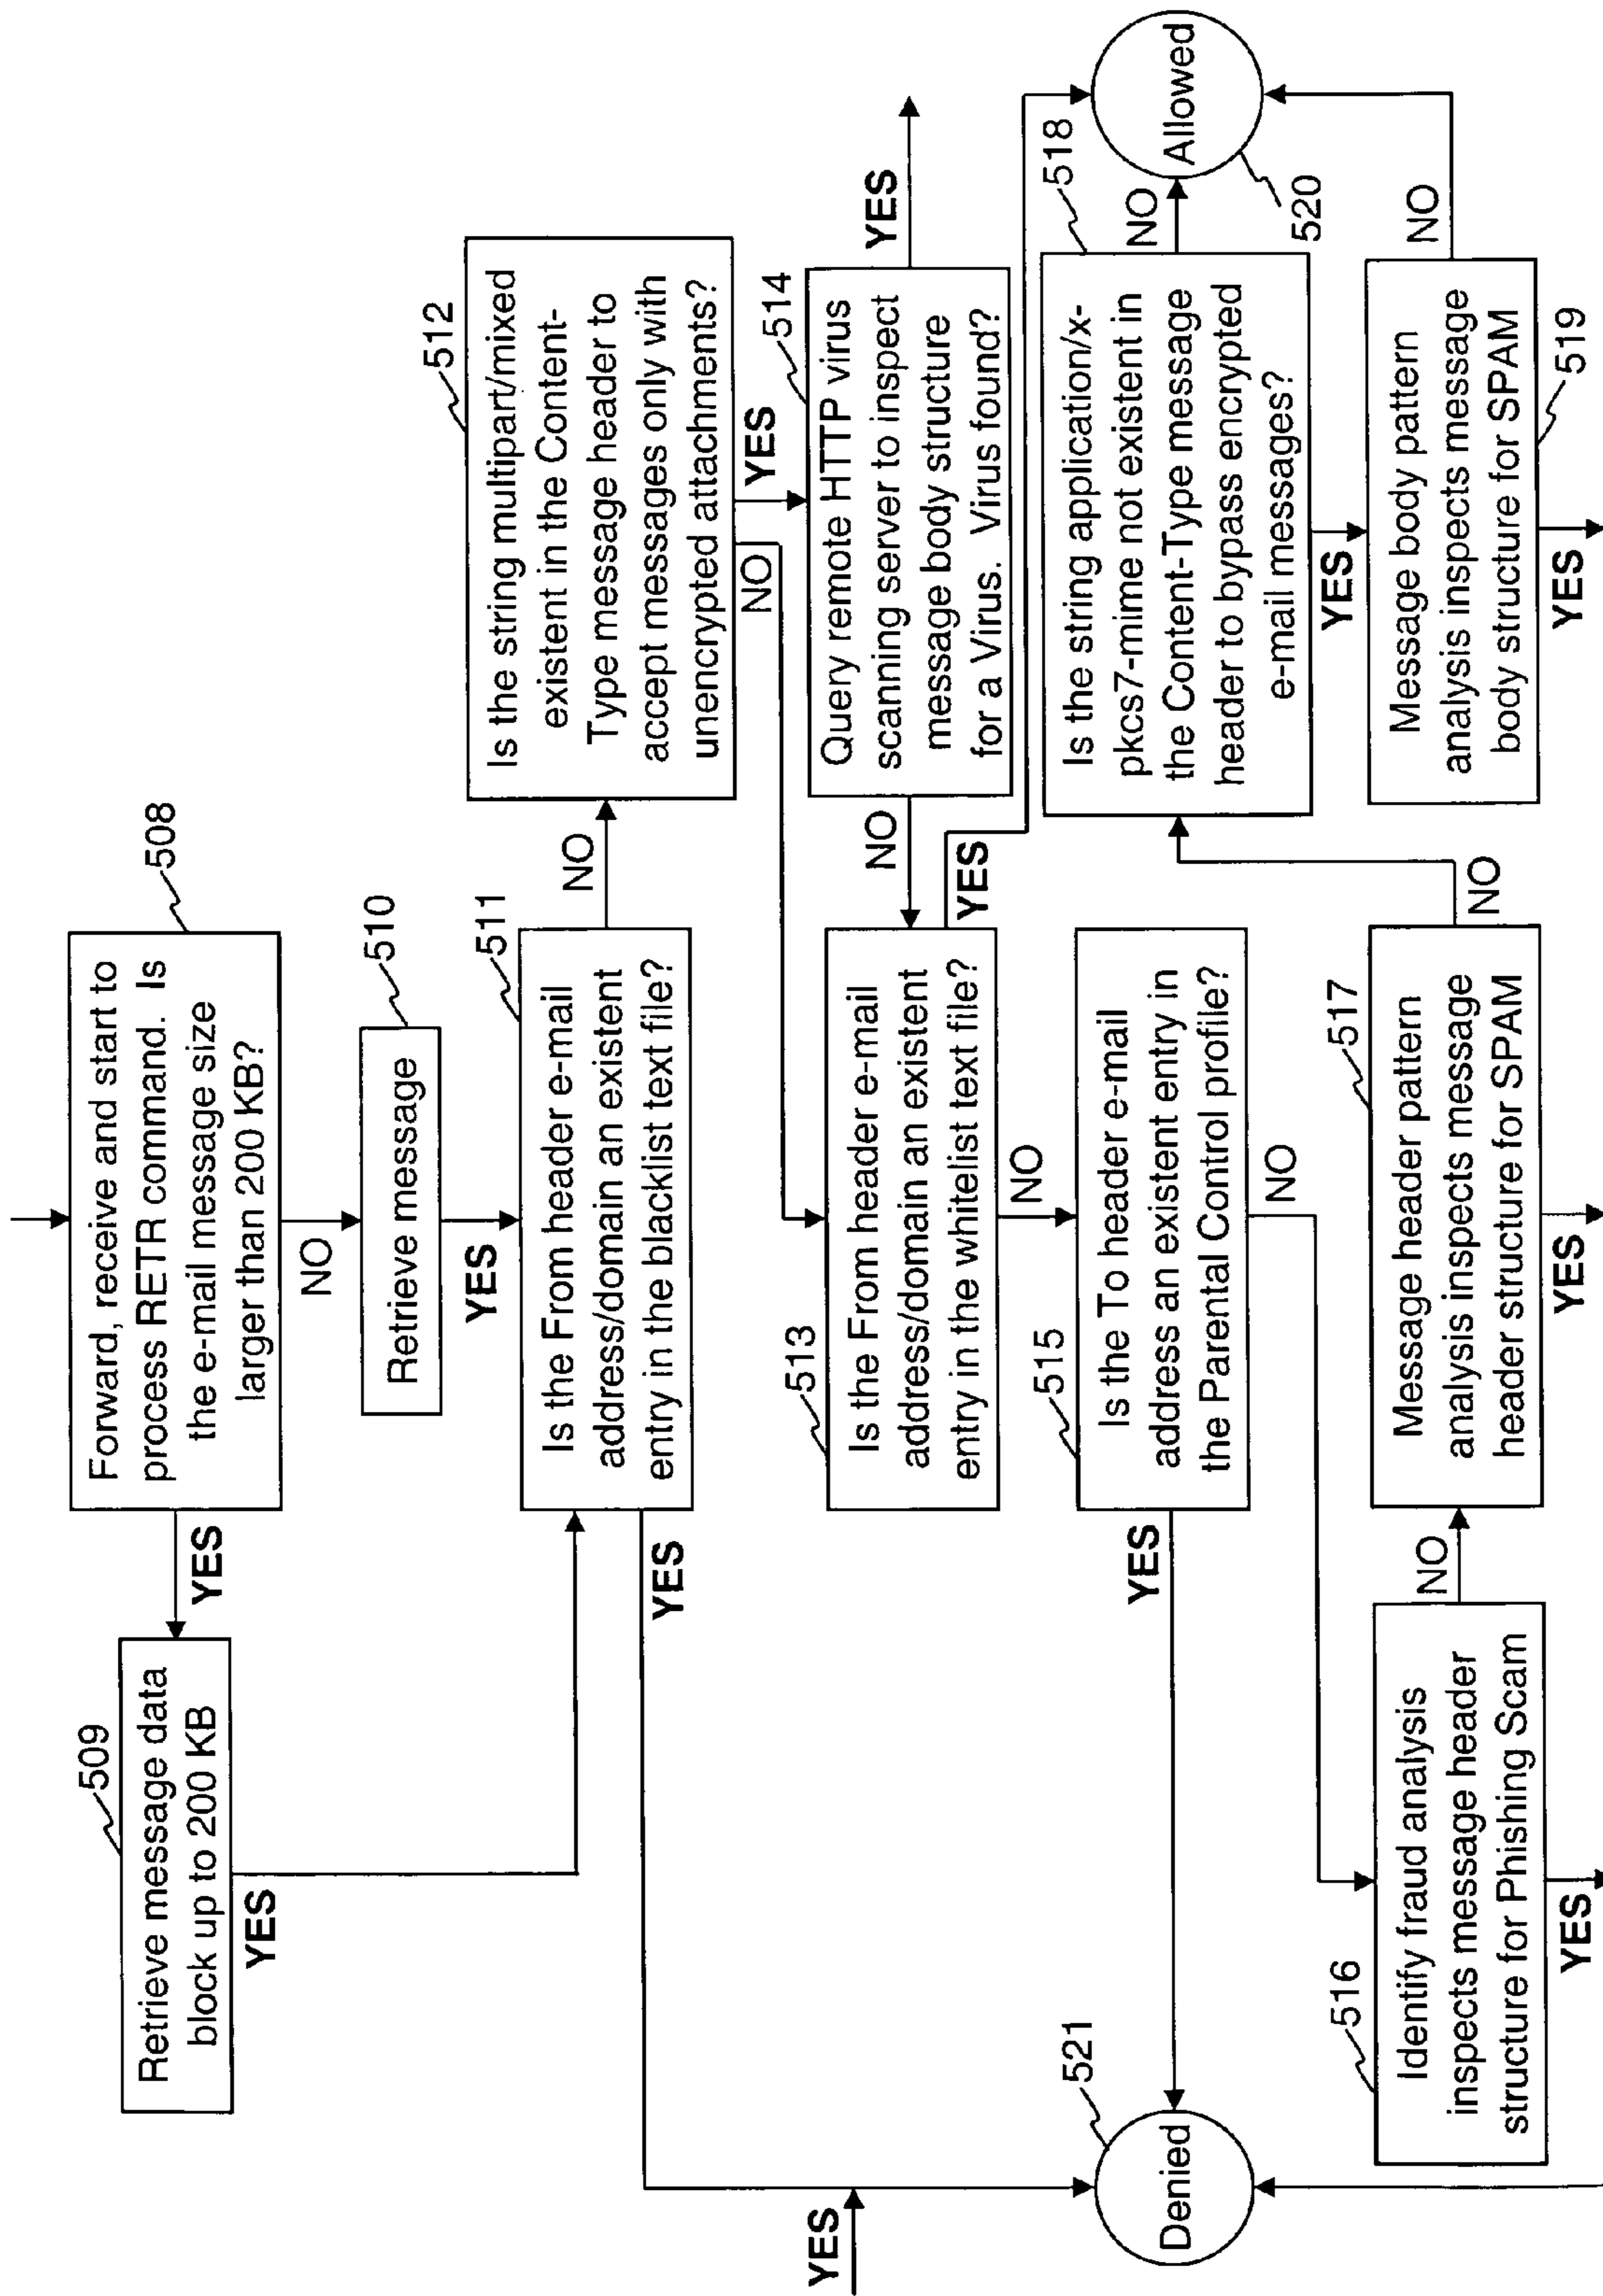 Forward, receive and start to
process RETR command. Is
the e-mail message size
larger than 200 KB?
508
YES
NO
509
Retrieve message data
block up to 200 KB
YES
510
Retrieve message
YES
511
Is the From header e-mail
address/domain an existent
entry in the blacklist text file?
YES
NO
512
Is the string multipart/mixed
existent in the Content-
Type message header to
accept messages only with
unencrypted attachments?
NO
YES
514
Query remote HTTP virus
scanning server to inspect
message body structure
for a Virus. Virus found?
NO
YES
513
Is the From header e-mail
address/domain an existent
entry in the whitelist text file?
YES
NO
515
Is the To header e-mail
address an existent entry in
the Parental Control profile?
YES
NO
YES
521
Denied
516
Identify fraud analysis
inspects message header
structure for Phishing Scam
NO
YES
517
Message header pattern
analysis inspects message
header structure for SPAM
NO
YES
518
Is the string application/x-
pkcs7-mime not existent in
the Content-Type message
header to bypass encrypted
e-mail messages?
NO
YES
Allowed
520
Message body pattern
analysis inspects message
body structure for SPAM
519
NO
YES